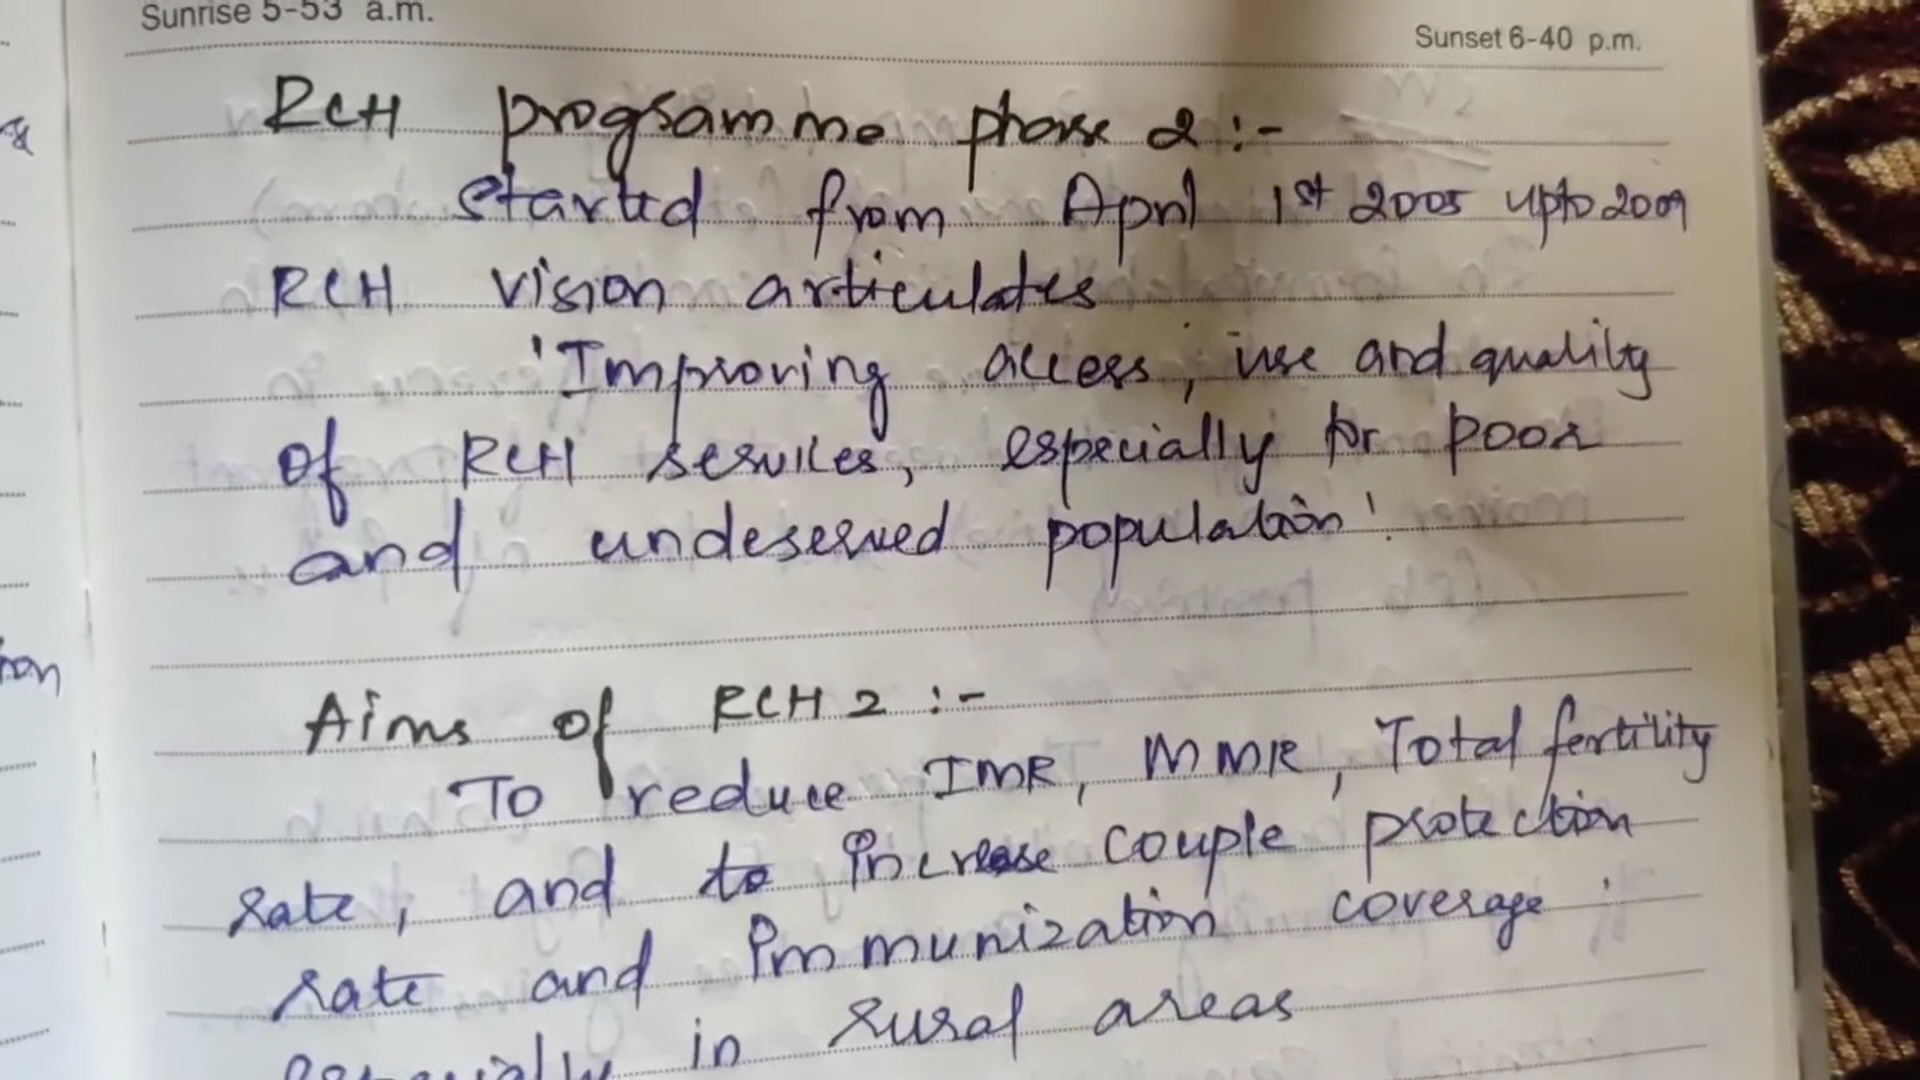 Sunrise 5-53 a.m.
Sunset 6-40 p.m.
RCH programme phase 2 :-
started from April 1st 2005 upto 2009
RCH vision articulates
'Improving access, use and quality
of RCH services, especially for poor
and undeserved population'
Aims of RCH 2 :-
To reduce IMR, MMR, Total fertility
rate, and to increase couple protection
rate and immunization coverage
especially in rural areas